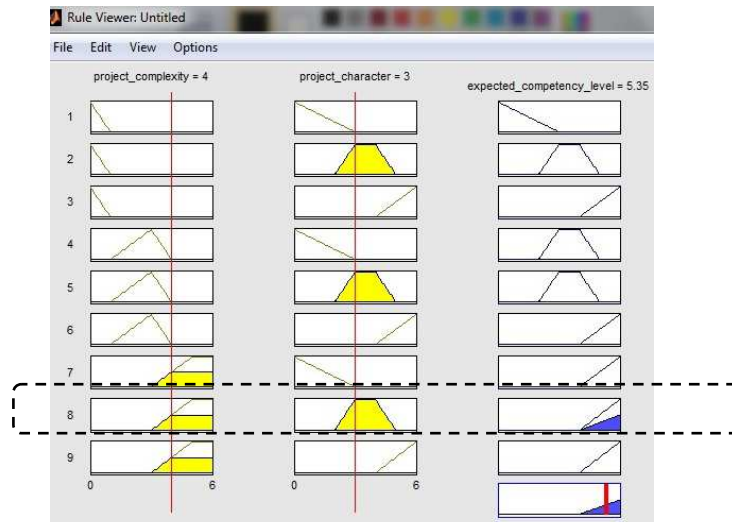 Rule Viewer: Untitled
File Edit View Options
project_complexity = 4 project_character = 3 expected_competency_level = 5.35
1
2
3
4
5
6
7
8
9
0 6 0 6